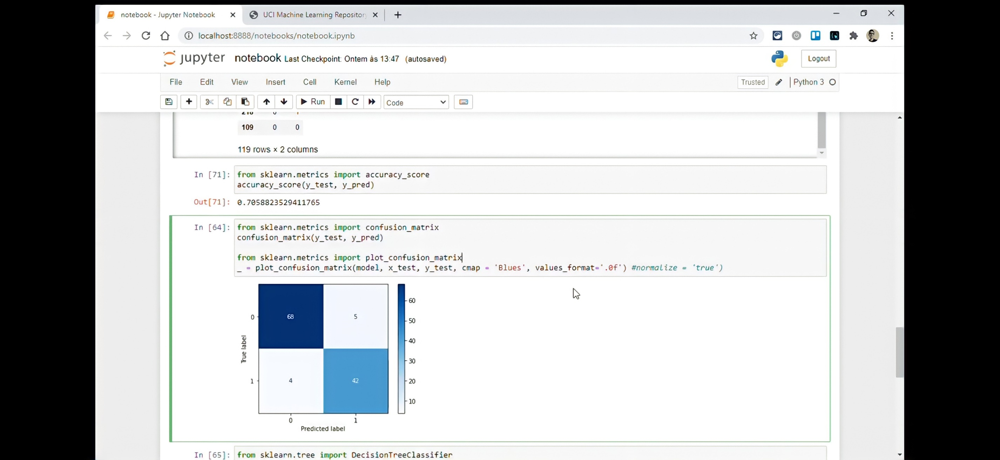 notebook - Jupyter Notebook
UCI Machine Learning Repository
localhost:8888/notebooks/notebook.ipynb
jupyter notebook Last Checkpoint: Ontem às 13:47 (autosaved)
Logout
File Edit View Insert Cell Kernel Help
Trusted Python 3
Run Code
109 0 0
119 rows × 2 columns
In [71]: from sklearn.metrics import accuracy_score
accuracy_score(y_test, y_pred)
Out[71]: 0.7058823529411765
In [64]: from sklearn.metrics import confusion_matrix
confusion_matrix(y_test, y_pred)
from sklearn.metrics import plot_confusion_matrix
_ = plot_confusion_matrix(model, x_test, y_test, cmap = 'Blues', values_format='.0f') #normalize = 'true')
True label
0
1
68 5
4 42
0 1
Predicted label
60
50
40
30
20
10
In [65]: from sklearn.tree import DecisionTreeClassifier